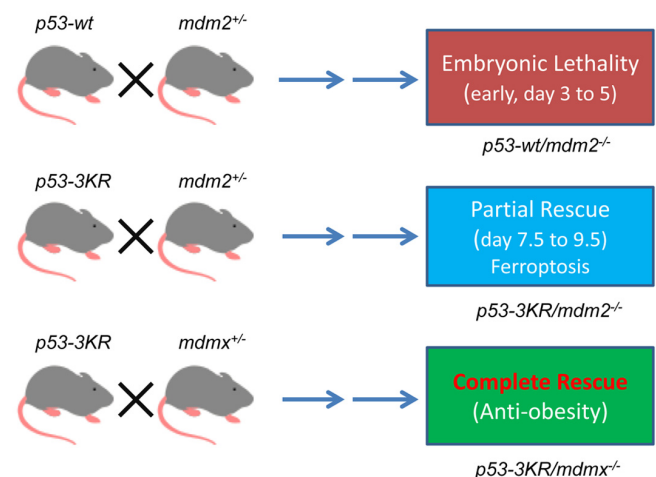 p53-wt mdm2+/-
Embryonic Lethality
(early, day 3 to 5)
p53-wt/mdm2-/-
p53-3KR mdm2+/-
Partial Rescue
(day 7.5 to 9.5)
Ferroptosis
p53-3KR/mdm2-/-
p53-3KR mdmx+/-
Complete Rescue
(Anti-obesity)
p53-3KR/mdmx-/-